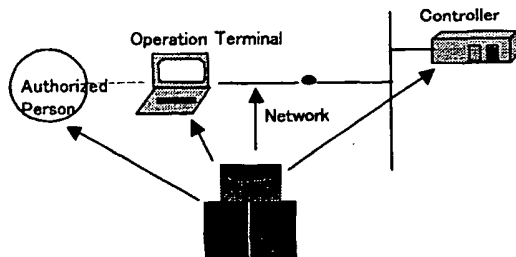 Controller
Operation Terminal
Authorized
Person
Network